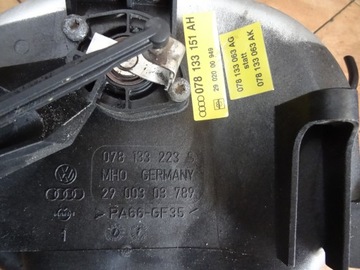 078 133 151 AH
29 020 00 949
078 133 063 AG
statt
078 133 063 AK
078 133 223
MHO GERMANY
27 003 03 789
>PA66-GF35<
1